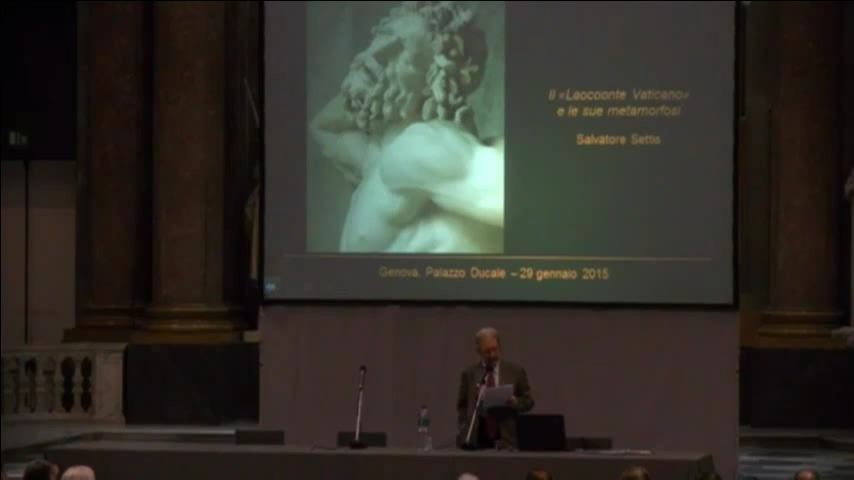 Il «Laocoonte Vaticano»
e le sue metamorfosi
Salvatore Settis
Genova, Palazzo Ducale – 29 gennaio 2015